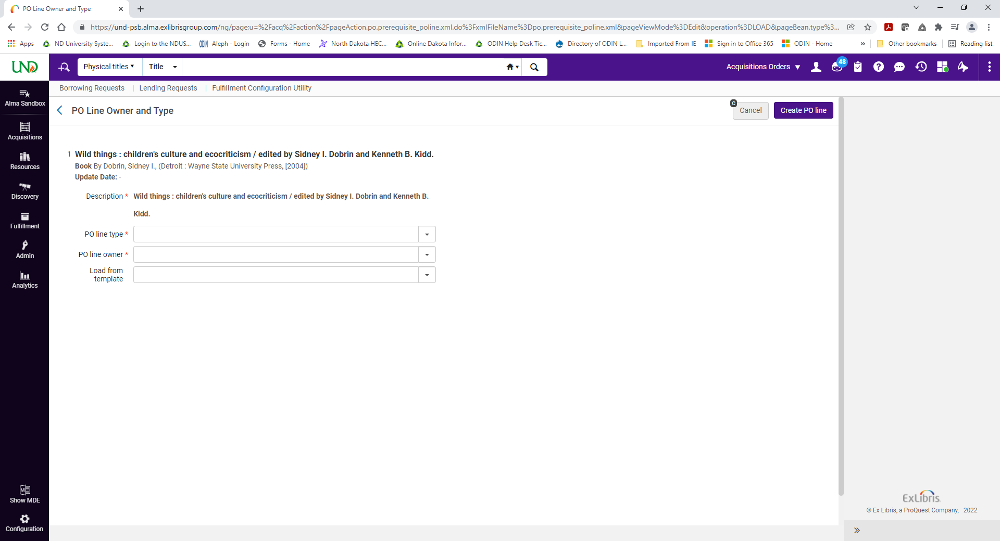 PO Line Owner and Type
https://und-psb.alma.exlibrisgroup.com/ng/page;u=%2Facq%2Faction%2FpageAction.po.prerequisite_poline.xml.do%3FxmlFileName%3Dpo.prerequisite_poline.xml&pageViewMode%3DEdit&operation%3DLOAD&pageBean.type%3...
Apps ND University Syste... Login to the NDUS... ODIN Aleph - Login Forms - Home North Dakota HEC... Online Dakota Infor... ODIN Help Desk Tic... Directory of ODIN L... Imported From IE Sign in to Office 365 ODIN - Home » Other bookmarks Reading list
UND Physical titles Title Acquisitions Orders 48
Borrowing Requests | Lending Requests | Fulfillment Configuration Utility
Alma Sandbox
Acquisitions
Resources
Discovery
Fulfillment
Admin
Analytics
Show MDE
Configuration
PO Line Owner and Type C Cancel Create PO line
1 Wild things : children's culture and ecocriticism / edited by Sidney I. Dobrin and Kenneth B. Kidd.
Book By Dobrin, Sidney I., (Detroit : Wayne State University Press, [2004])
Update Date: -
Description * Wild things : children's culture and ecocriticism / edited by Sidney I. Dobrin and Kenneth B.
Kidd.
PO line type *
PO line owner *
Load from
template
ExLibris
© Ex Libris, a ProQuest Company, 2022